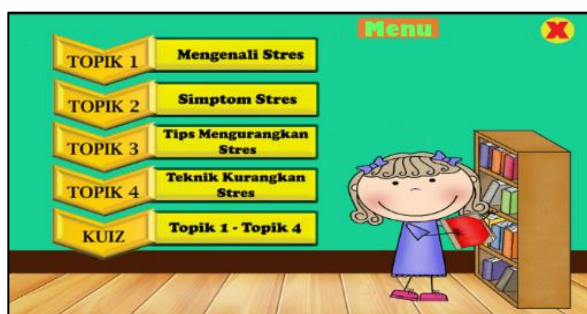 Menu
X
TOPIK 1
Mengenali Stres
TOPIK 2
Simptom Stres
TOPIK 3
Tips Mengurangkan
Stres
TOPIK 4
Teknik Kurangkan
Stres
KUIZ
Topik 1 - Topik 4